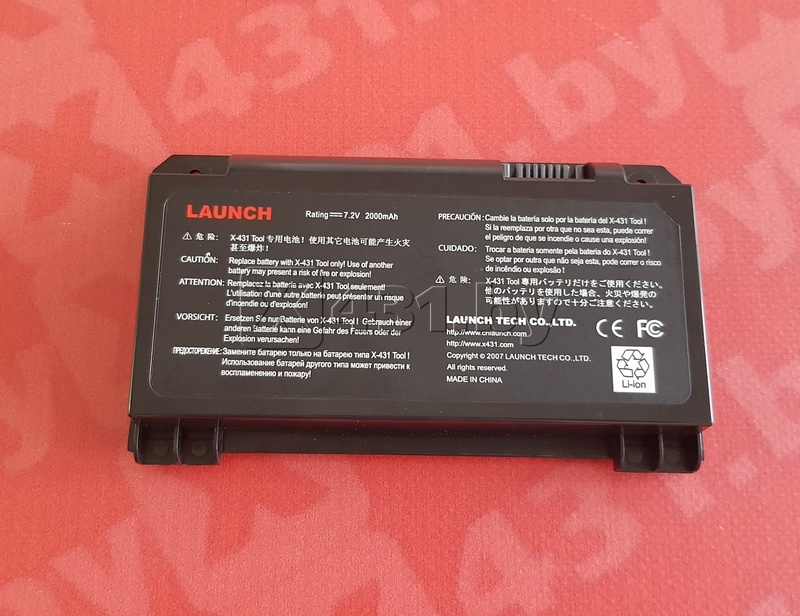 LAUNCH
Rating 7.2V 2000mAh
⚠ 危 险: X-431 Tool 专用电池! 使用其它电池可能产生火灾
甚至爆炸!
CAUTION: Replace battery with X-431 Tool only! Use of another
battery may present a risk of fire or explosion!
ATTENTION: Remplacez la batterie avec X-431 Tool seulement!
L'utilisation d'une autre batterie peut présenter un risque
d'incendie ou d'explosion!
VORSICHT: Ersetzen Sie nur Batterie von X-431 Tool ! Gebrauch einer
anderen Batterie kann eine Gefahr des Feuers oder der
Explosion verursachen!
ПРЕДОСТОРОЖЕНИЕ: Замените батарею только на батарею типа X-431 Tool !
Использование батарей другого типа может привести к
воспламенению и пожару!
PRECAUCIÓN: Cambie la batería solo por la batería del X-431 Tool !
Si la reemplaza por otra que no sea esta, puede correr
el peligro de que se incendie o cause una explosión!
CUIDADO: Trocar a bateria somente pela bateria do X-431 Tool !
Se optar por outra que não seja esta, pode correr o risco
de incêndio ou explosão !
⚠ 危 険: X-431 Tool 専用バッテリだけをご使用ください。
他のバッテリを使用した場合、火災や爆発の
可能性がありますので十分ご注意ください。
LAUNCH TECH CO.,LTD.
http://www.cnlaunch.com
http://www.x431.com
Copyright © 2007 LAUNCH TECH CO.,LTD.
All rights reserved.
MADE IN CHINA
CE FC
Li-ion
x431.by